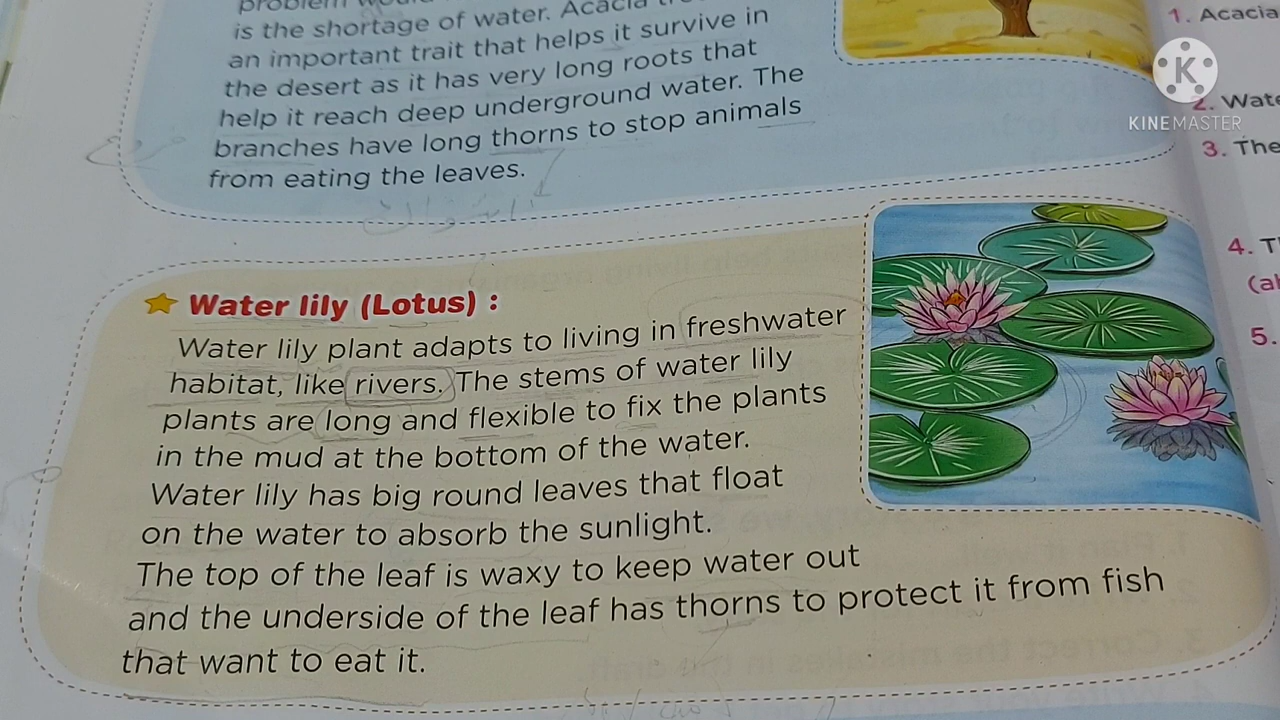 is the shortage of water. Acacia
an important trait that helps it survive in
the desert as it has very long roots that
help it reach deep underground water. The
branches have long thorns to stop animals
from eating the leaves.
Water lily (Lotus) :
Water lily plant adapts to living in freshwater
habitat, like rivers. The stems of water lily
plants are long and flexible to fix the plants
in the mud at the bottom of the water.
Water lily has big round leaves that float
on the water to absorb the sunlight.
The top of the leaf is waxy to keep water out
and the underside of the leaf has thorns to protect it from fish
that want to eat it.
1. Acacia
K
KINEMASTER
2.
3. The
4.
5.